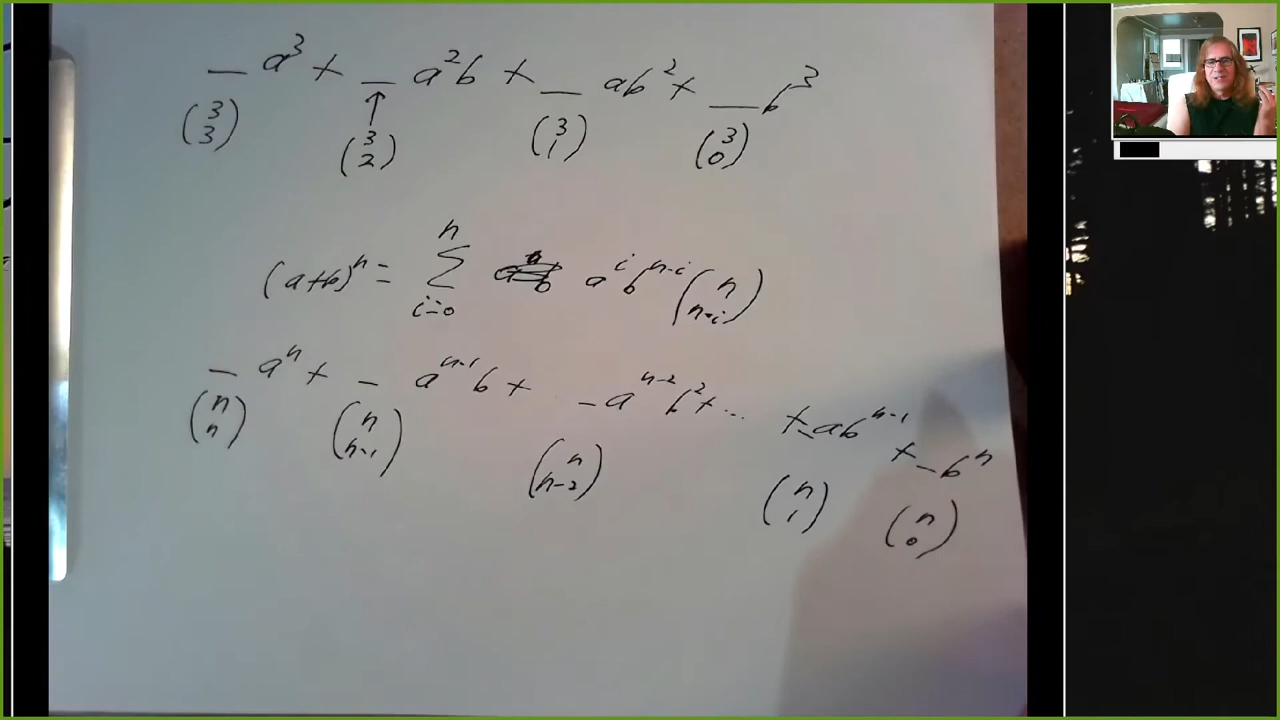 _ a³ + _ a²b + _ ab² + _ b³
(3 3) (3 2) (3 1) (3 0)
(a+b)ⁿ = Σ i=0 n aⁱ bⁿ⁻ⁱ (n n-i)
_ aⁿ + _ aⁿ⁻¹b + _ aⁿ⁻²b² + ... + _ abⁿ⁻¹ + _ bⁿ
(n n) (n n-1) (n n-2) (n 1) (n 0)